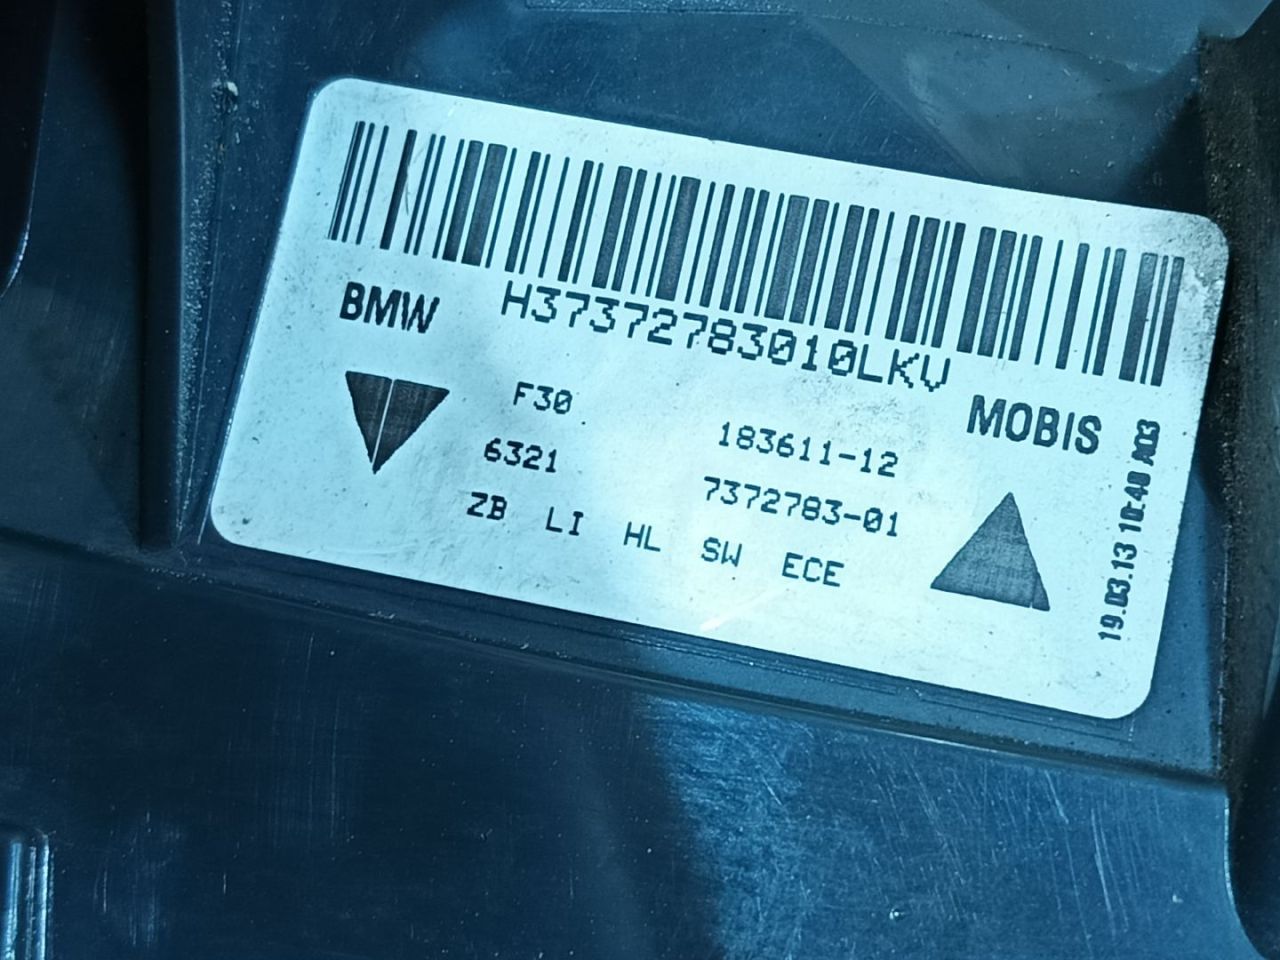 BMW H37372783010LKV
F30 183611-12 MOBIS
6321 7372783-01
ZB LI HL SW ECE
19.03.13 10:48 A03